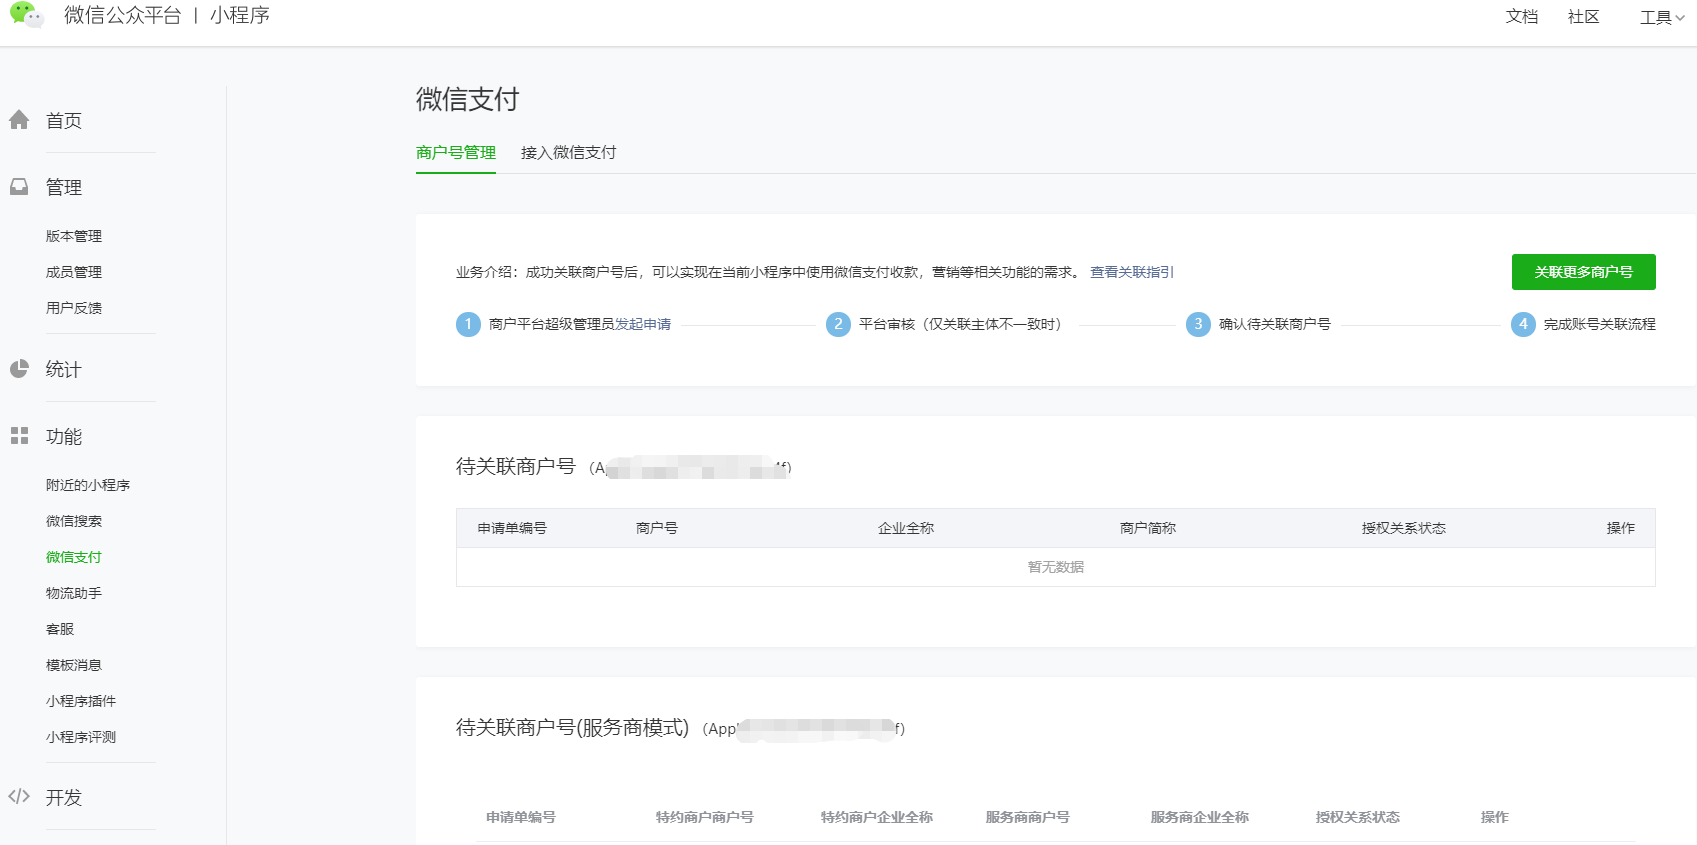 微信公众平台 | 小程序
文档 社区 工具
首页
管理
版本管理
成员管理
用户反馈
统计
功能
附近的小程序
微信搜索
微信支付
物流助手
客服
模板消息
小程序插件
小程序评测
开发
微信支付
商户号管理 接入微信支付
业务介绍：成功关联商户号后，可以实现在当前小程序中使用微信支付收款，营销等相关功能的需求。 查看关联指引
关联更多商户号
1 商户平台超级管理员发起申请 2 平台审核（仅关联主体不一致时） 3 确认待关联商户号 4 完成账号关联流程
待关联商户号
申请单编号 商户号 企业全称 商户简称 授权关系状态 操作
暂无数据
待关联商户号(服务商模式)
申请单编号 特约商户商户号 特约商户企业全称 服务商商户号 服务商企业全称 授权关系状态 操作